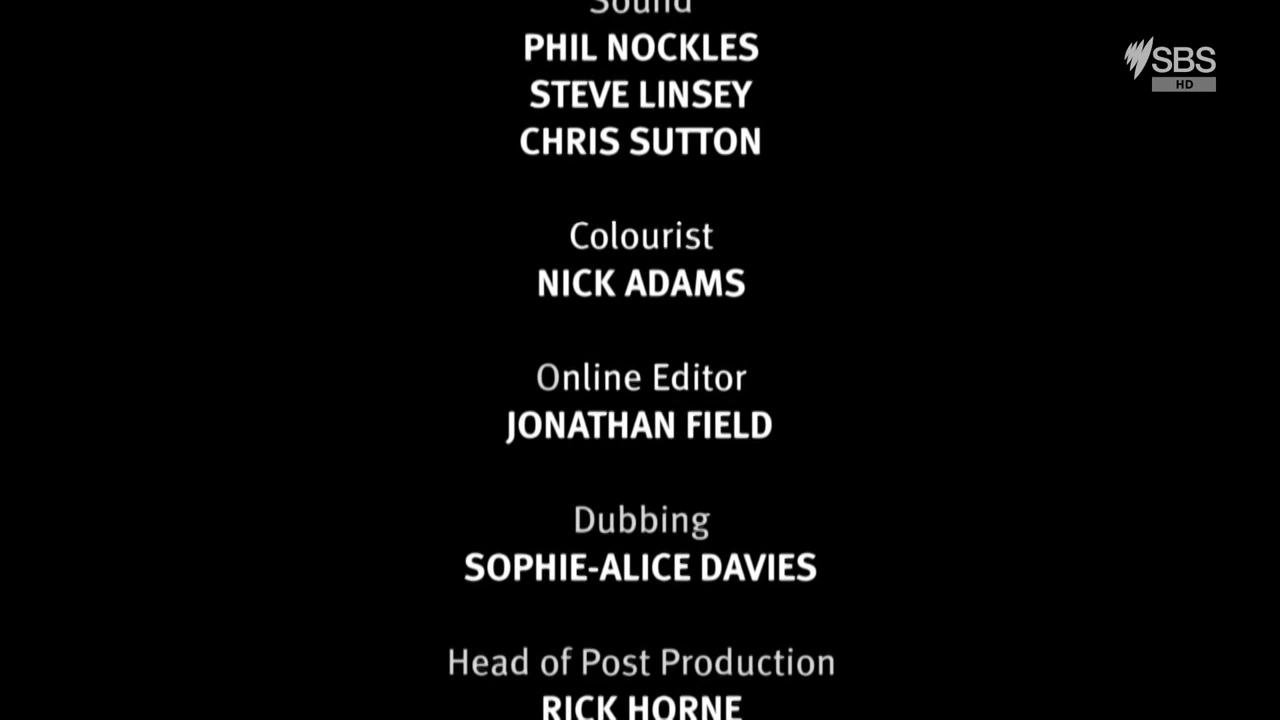 Sound
PHIL NOCKLES
STEVE LINSEY
CHRIS SUTTON
SBS
HD
Colourist
NICK ADAMS
Online Editor
JONATHAN FIELD
Dubbing
SOPHIE-ALICE DAVIES
Head of Post Production
RICK HORNE